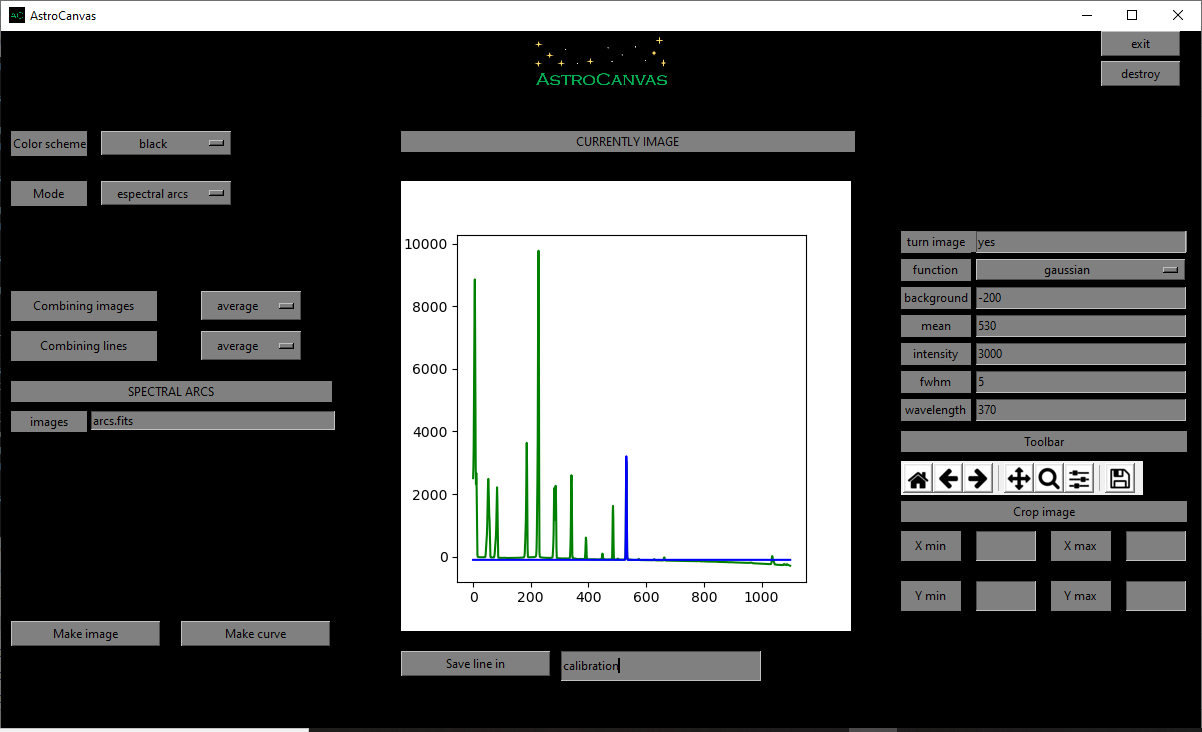 AstroCanvas
exit
ASTROCANVAS
destroy
Color scheme black
CURRENTLY IMAGE
Mode espectral arcs
Combining images average
Combining lines average
SPECTRAL ARCS
images arcs.fits
Make image Make curve
10000
8000
6000
4000
2000
0
0 200 400 600 800 1000
Save line in calibration
turn image yes
function gaussian
background -200
mean 530
intensity 3000
fwhm 5
wavelength 370
Toolbar
Crop image
X min X max
Y min Y max